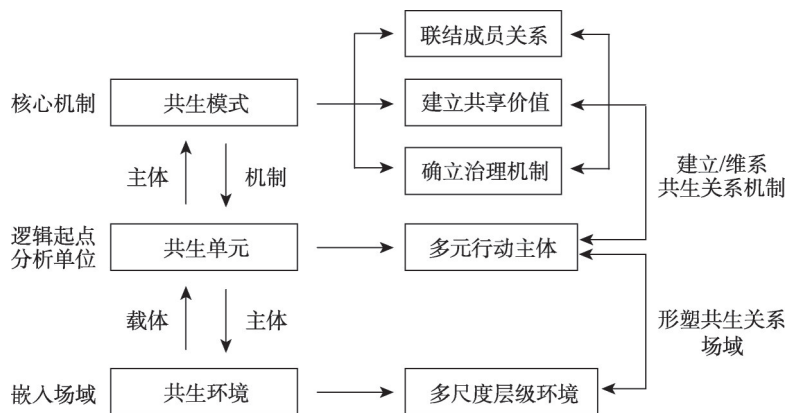 联结成员关系
核心机制
共生模式
建立共享价值
主体
机制
确立治理机制
建立/维系
共生关系机制
逻辑起点
分析单位
共生单元
多元行动主体
载体
主体
形塑共生关系
场域
嵌入场域
共生环境
多尺度层级环境